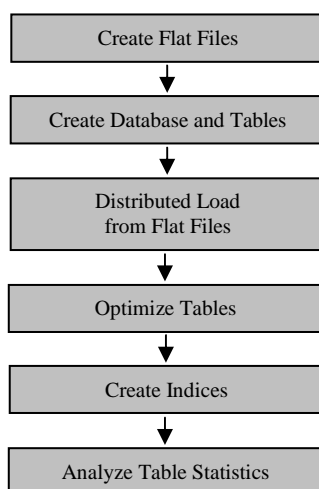 Create Flat Files
Create Database and Tables
Distributed Load
from Flat Files
Optimize Tables
Create Indices
Analyze Table Statistics